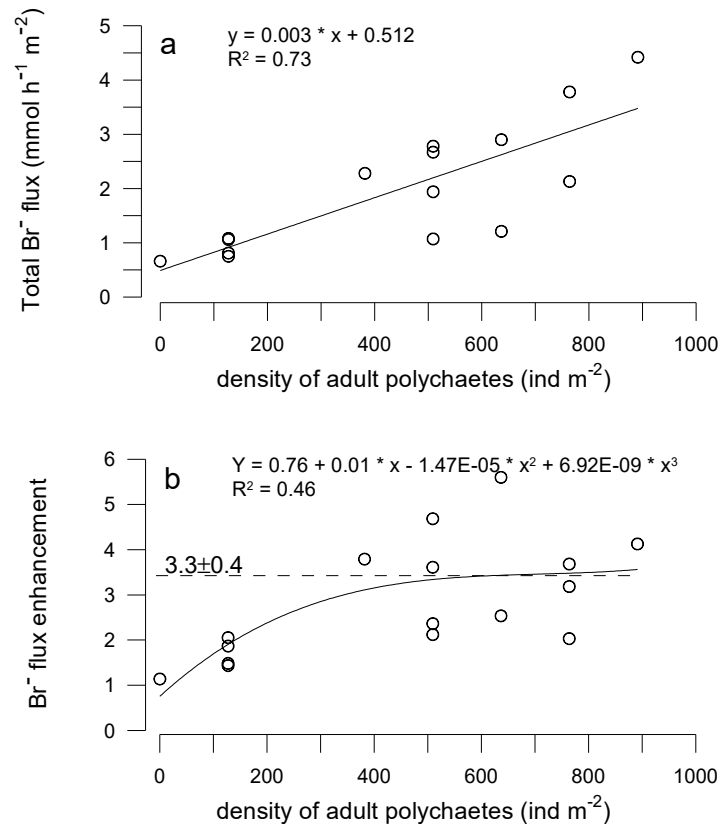 a
y = 0.003 * x + 0.512
R² = 0.73
Total Br⁻ flux (mmol h⁻¹ m⁻²)
5
4
3
2
1
0
0 200 400 600 800 1000
density of adult polychaetes (ind m⁻²)
b
Y = 0.76 + 0.01 * x - 1.47E-05 * x² + 6.92E-09 * x³
R² = 0.46
Br⁻ flux enhancement
6
5
4
3.3±0.4
3
2
1
0
0 200 400 600 800 1000
density of adult polychaetes (ind m⁻²)